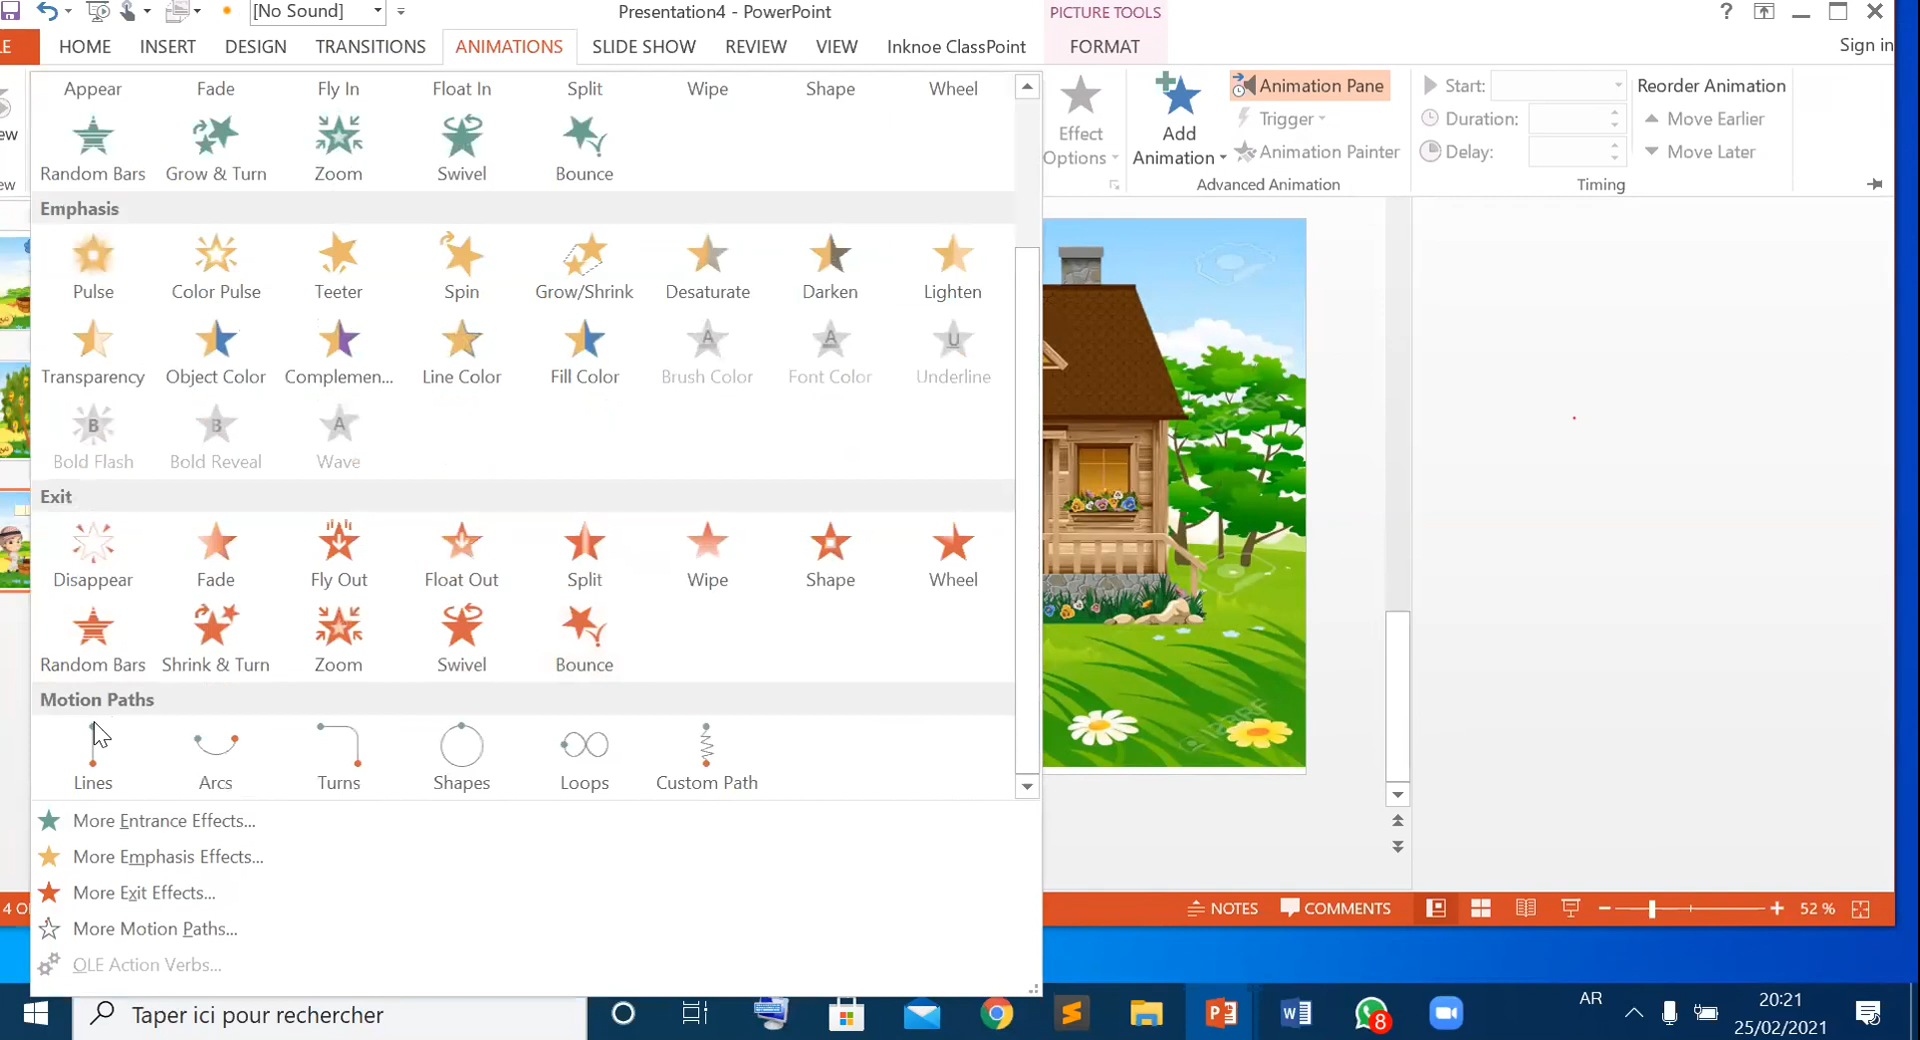 [No Sound]
Presentation4 - PowerPoint
PICTURE TOOLS
HOME INSERT DESIGN TRANSITIONS ANIMATIONS SLIDE SHOW REVIEW VIEW Inknoe ClassPoint FORMAT Sign in
Appear Fade Fly In Float In Split Wipe Shape Wheel
Random Bars Grow & Turn Zoom Swivel Bounce
Emphasis
Pulse Color Pulse Teeter Spin Grow/Shrink Desaturate Darken Lighten
Transparency Object Color Complemen... Line Color Fill Color Brush Color Font Color Underline
Bold Flash Bold Reveal Wave
Exit
Disappear Fade Fly Out Float Out Split Wipe Shape Wheel
Random Bars Shrink & Turn Zoom Swivel Bounce
Motion Paths
Lines Arcs Turns Shapes Loops Custom Path
More Entrance Effects...
More Emphasis Effects...
More Exit Effects...
More Motion Paths...
OLE Action Verbs...
Effect Options
Add Animation
Animation Pane
Trigger
Animation Painter
Advanced Animation
Start:
Duration:
Delay:
Timing
Reorder Animation
Move Earlier
Move Later
NOTES COMMENTS 52 %
Taper ici pour rechercher
8
AR
20:21
25/02/2021